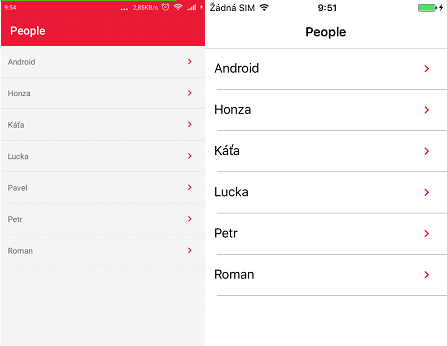 9:54 ... 2,85KB/s
People
Android
Honza
Káťa
Lucka
Pavel
Petr
Roman
Žádná SIM 9:51
People
Android
Honza
Káťa
Lucka
Petr
Roman